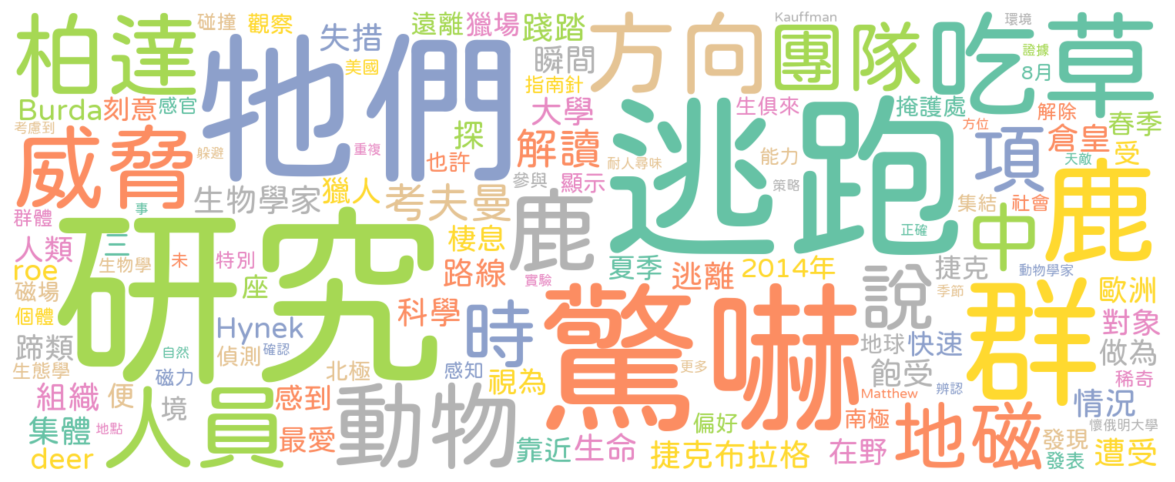 柏達 碰撞 觀察 遠離 獵場 踐踏 方向 團隊 吃草 Kauffman 環境
牠們 失措 美國 瞬間 指南針 證據 8月
Burda 刻意 感官 大學 生俱來 掩護處 解除 春季
考慮到 威脅 躲避 重複 探 也許 解讀 耐人尋味 逃跑 能力 方位 項 倉皇 受 天敵
生物學家 獵人 參與 顯示 策略 集結 社會 鹿
群體 事 研究 考夫曼 鹿 正確 中
人類 三 生物學 未 特別 棲息 夏季 逃離 2014年 捷克 動物學家
roe 磁場 座 路線 實驗 說 季節 歐洲
個體 Hynek 科學 時 驚嚇 群 對象
蹄類 自然 偵測 確認 地球 快速 做為
生態學 磁力 北極 感知 視為 更多 飽受 辨認 稀奇
組織 便 境 感到 動物 Matthew 情況 懷俄明大學
集體 地點 人員 最愛 偏好 南極 地磁 發現
deer 靠近 生命 捷克布拉格 在野 發表 遭受